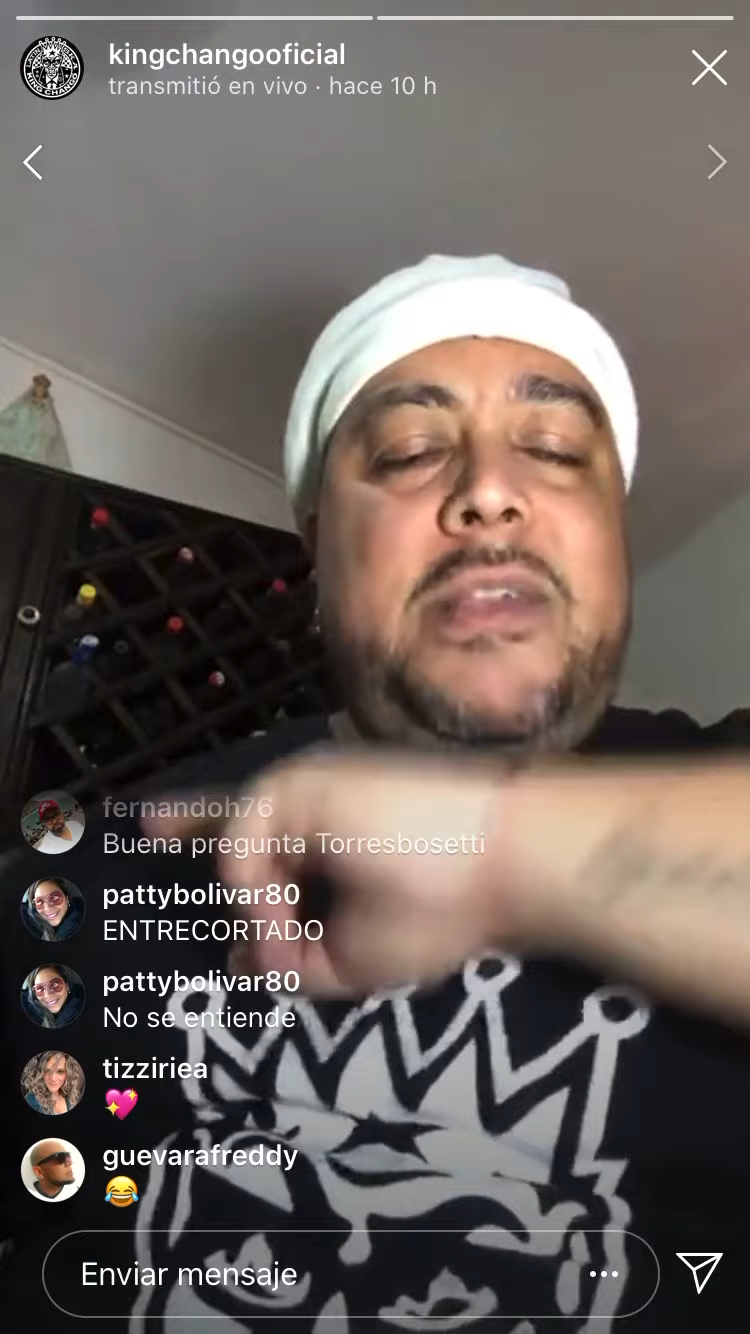 kingchangooficial
transmitió en vivo · hace 10 h
fernandoh76
Buena pregunta Torresbosetti
pattybolivar80
ENTRECORTADO
pattybolivar80
No se entiende
tizziriea
💖
guevarafreddy
😂
Enviar mensaje